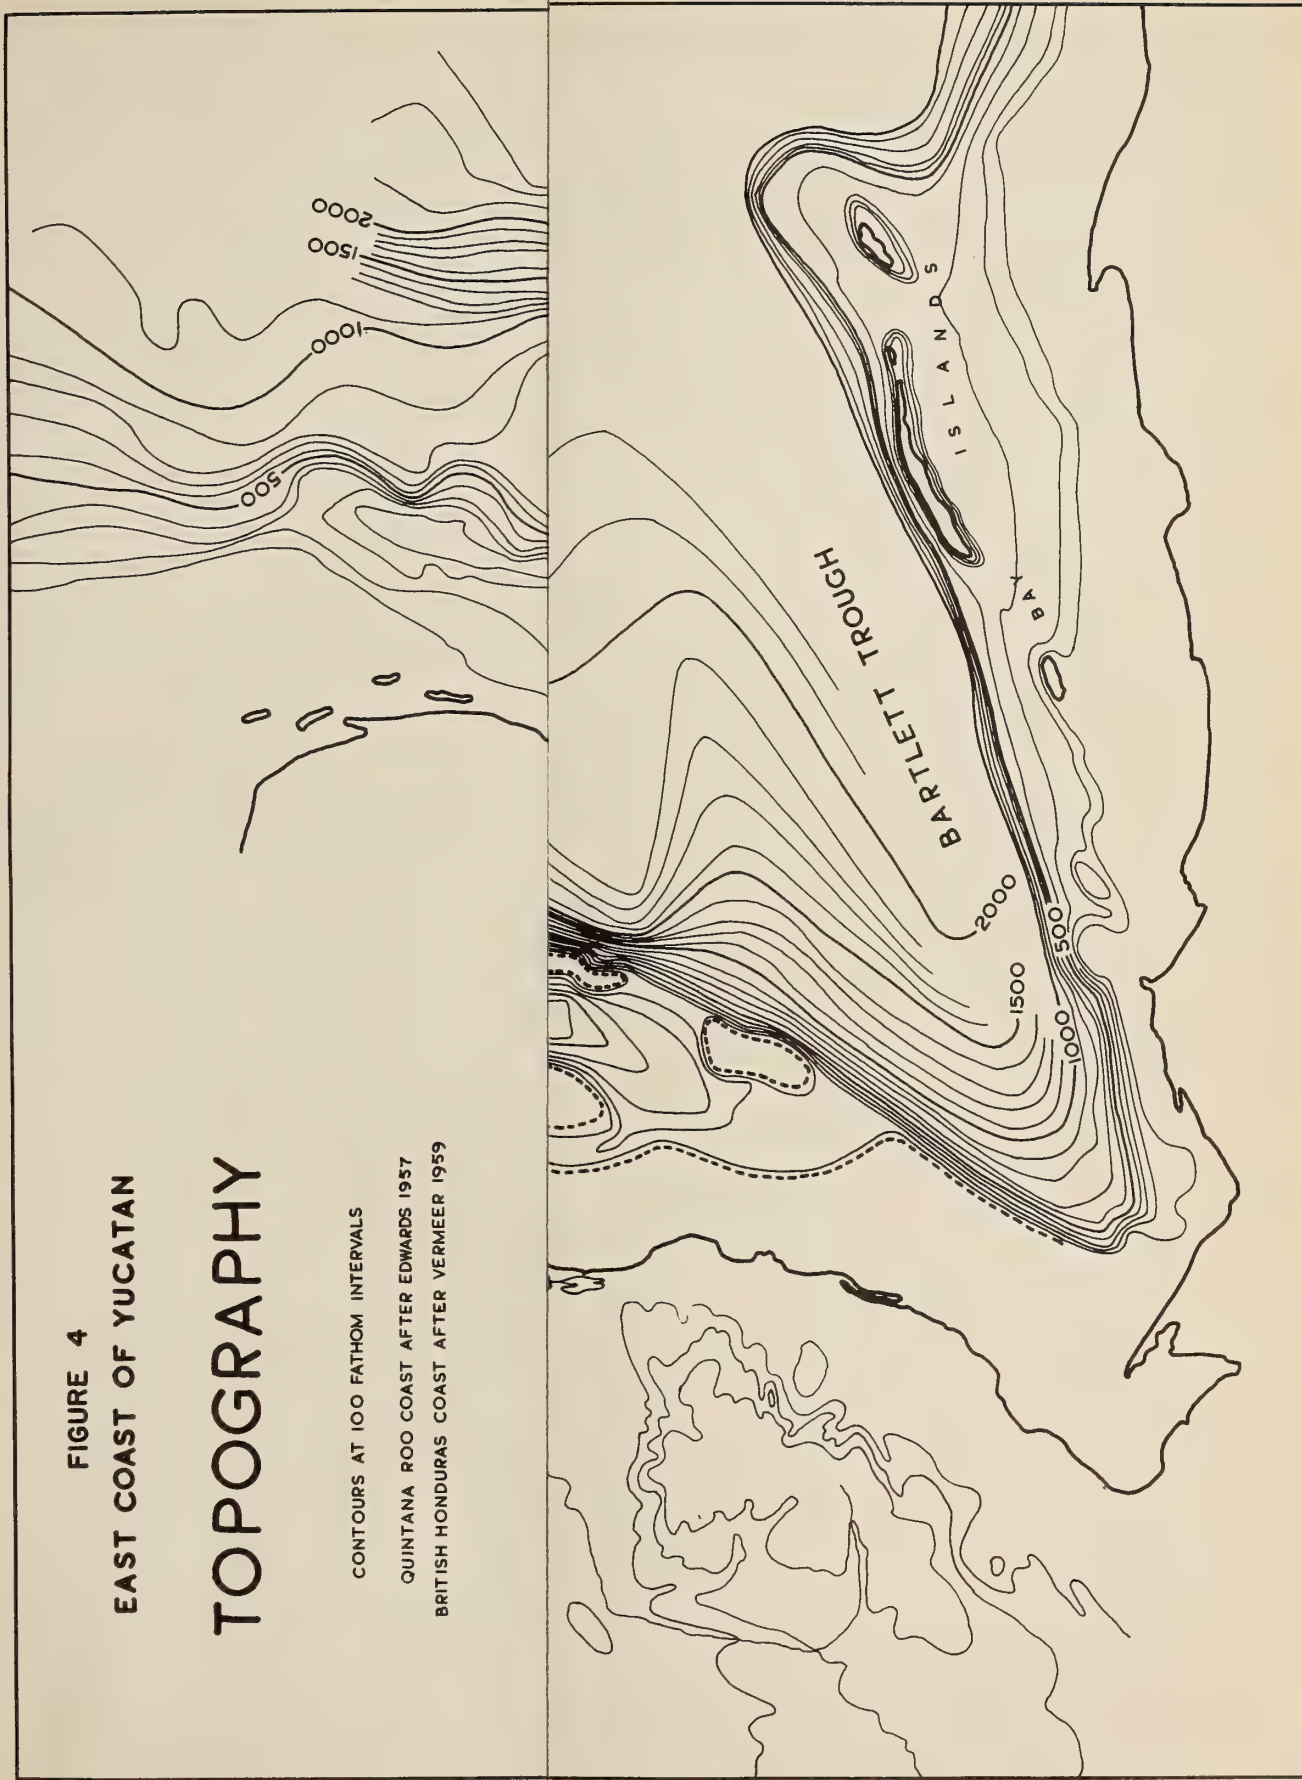 FIGURE 4
EAST COAST OF YUCATAN
TOPOGRAPHY
CONTOURS AT 100 FATHOM INTERVALS
QUINTANA ROO COAST AFTER EDWARDS 1957
BRITISH HONDURAS COAST AFTER VERMEER 1959
500
1000
1500
2000
BARTLETT TROUGH
BAY ISLANDS
2000
1500
1000
500